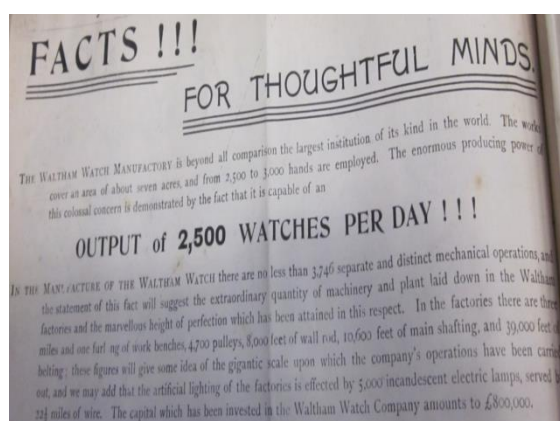 FACTS !!!
FOR THOUGHTFUL MINDS.
THE WALTHAM WATCH MANUFACTORY is beyond all comparison the largest institution of its kind in the world. The works
cover an area of about seven acres, and from 2,500 to 3,000 hands are employed. The enormous producing power of
this colossal concern is demonstrated by the fact that it is capable of an
OUTPUT of 2,500 WATCHES PER DAY !!!
IN THE MANUFACTURE OF THE WALTHAM WATCH there are no less than 3,746 separate and distinct mechanical operations, and
the statement of this fact will suggest the extraordinary quantity of machinery and plant laid down in the Waltham
factories and the marvellous height of perfection which has been attained in this respect. In the factories there are
miles and one furlong of work benches, 4,700 pulleys, 8,000 feet of wall rod, 10,600 feet of main shafting, and 39,000 feet of
belting; these figures will give some idea of the gigantic scale upon which the company's operations have been
out, and we may add that the artificial lighting of the factories is effected by 5,000 incandescent electric lamps, served
miles of wire. The capital which has been invested in the Waltham Watch Company amounts to £800,000.